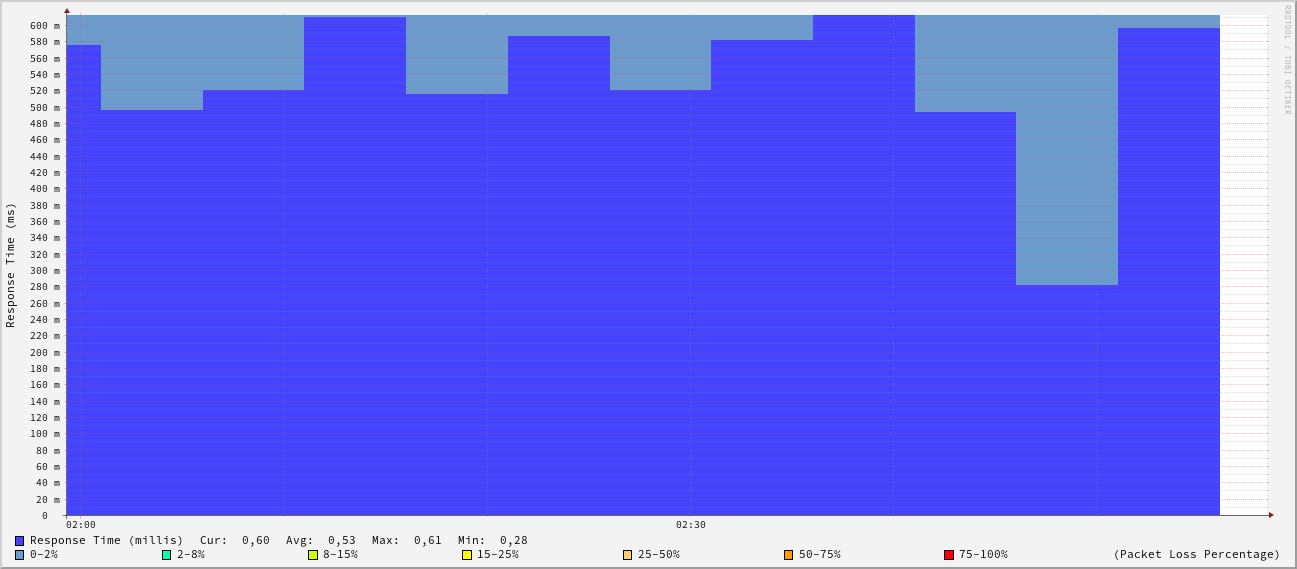 RRDTOOL / TOBI OETIKER
Response Time (ms)
600 m
580 m
560 m
540 m
520 m
500 m
480 m
460 m
440 m
420 m
400 m
380 m
360 m
340 m
320 m
300 m
280 m
260 m
240 m
220 m
200 m
180 m
160 m
140 m
120 m
100 m
80 m
60 m
40 m
20 m
0
02:00 02:30
Response Time (millis) Cur: 0,60 Avg: 0,53 Max: 0,61 Min: 0,28
0-2% 2-8% 8-15% 15-25% 25-50% 50-75% 75-100% (Packet Loss Percentage)